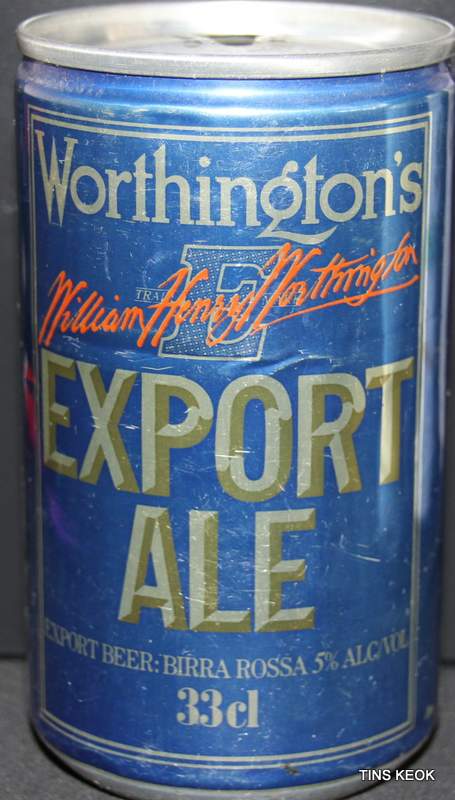 Worthington's
E
William Henry Worthington
EXPORT
ALE
EXPORT BEER: BIRRA ROSSA 5% ALC/VOL
33cl
TINS KEOK